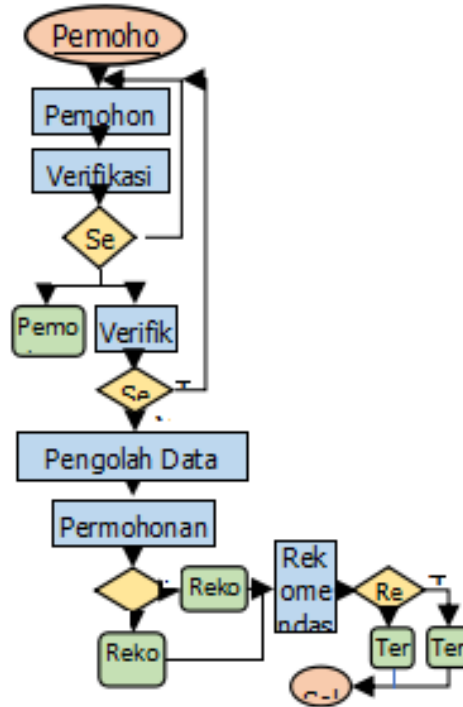 Pemoho
Pemohon
Verifikasi
Se
Pemo
Verifik
Se
Pengolah Data
Permohonan
Reko
Rek
ome
ndas
Re
Reko
Ter
Ter